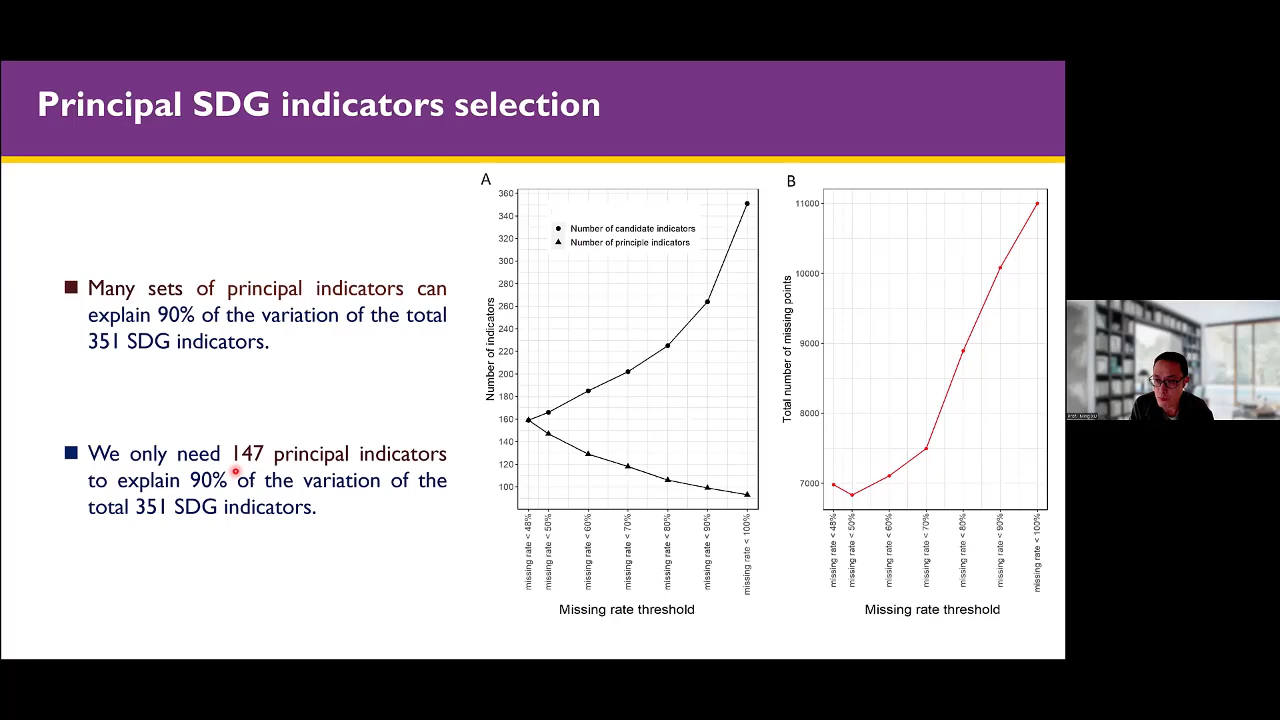 Principal SDG indicators selection
Many sets of principal indicators can
explain 90% of the variation of the total
351 SDG indicators.
We only need 147 principal indicators
to explain 90% of the variation of the
total 351 SDG indicators.
A
360
340
320
300
280
260
240
220
200
180
160
140
120
100
Number of indicators
Number of candidate indicators
Number of principle indicators
missing rate < 48%
missing rate < 50%
missing rate < 60%
missing rate < 70%
missing rate < 80%
missing rate < 90%
missing rate < 100%
Missing rate threshold
B
11000
10000
9000
8000
7000
Total number of missing points
missing rate < 48%
missing rate < 50%
missing rate < 60%
missing rate < 70%
missing rate < 80%
missing rate < 90%
missing rate < 100%
Missing rate threshold
Prof. Ming XU